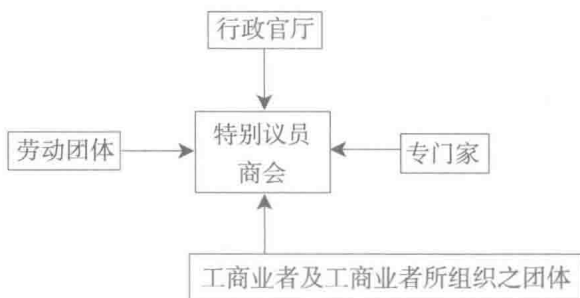 行政官厅
劳动团体
特别议员
商会
专门家
工商业者及工商业者所组织之团体